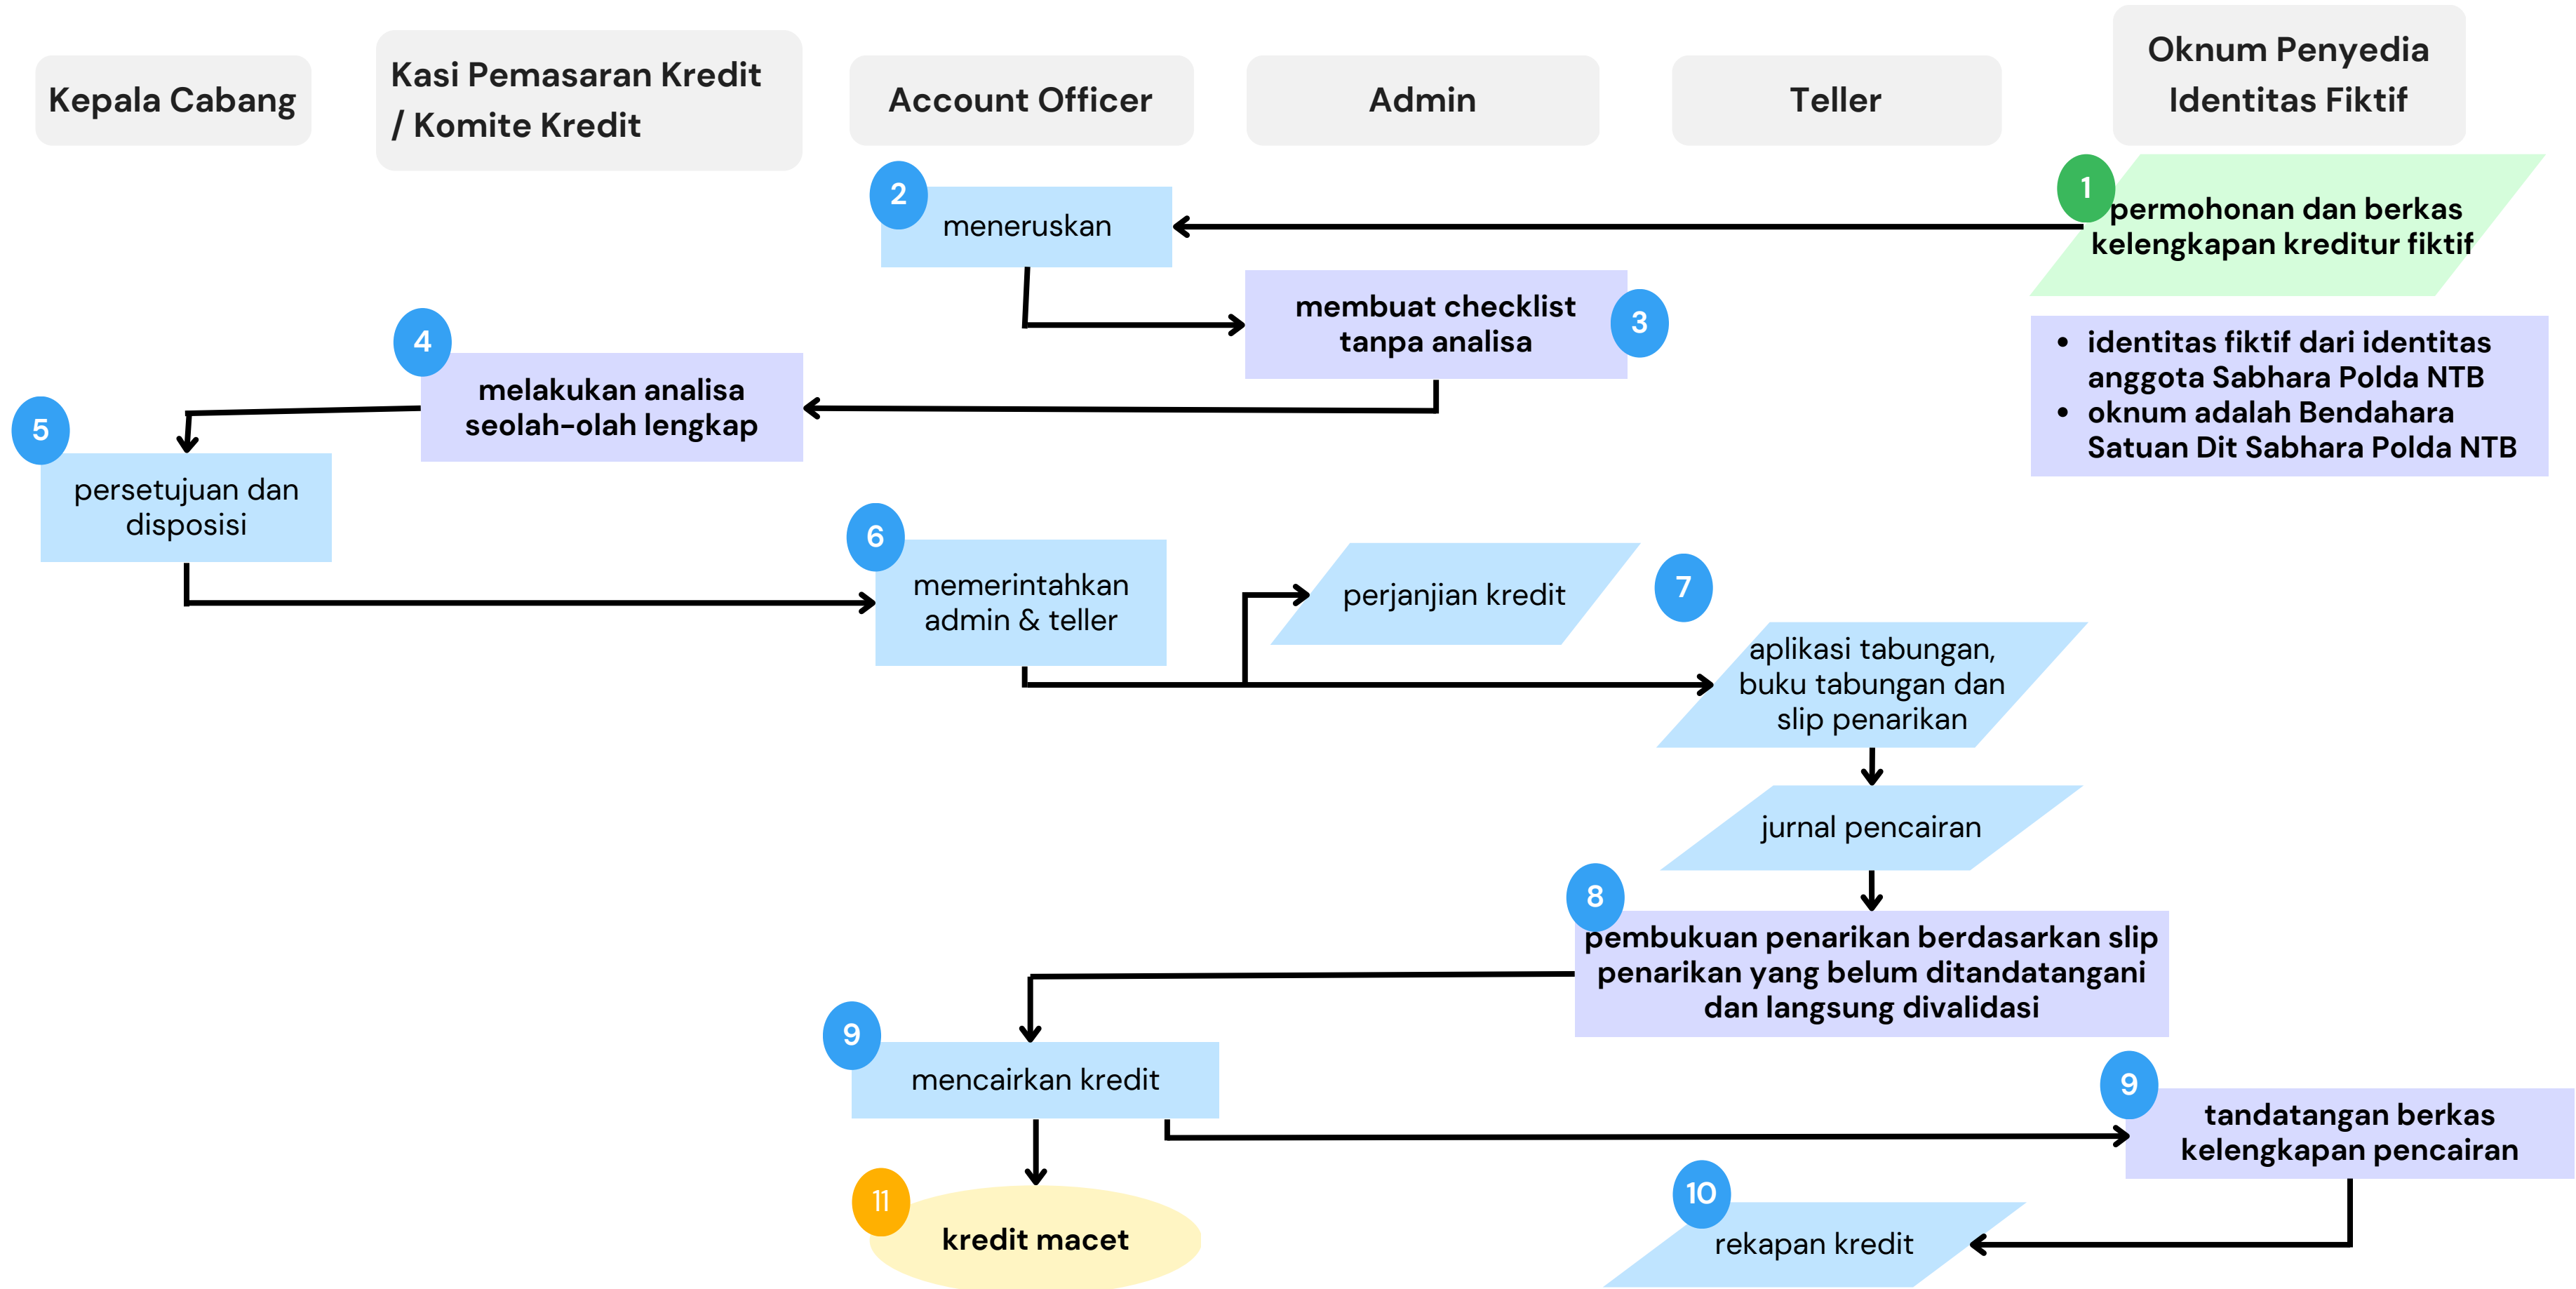 Kepala Cabang
Kasi Pemasaran Kredit
/ Komite Kredit
Account Officer
Admin
Teller
Oknum Penyedia
Identitas Fiktif
1
permohonan dan berkas
kelengkapan kreditur fiktif
2
meneruskan
3
membuat checklist
tanpa analisa
• identitas fiktif dari identitas
anggota Sabhara Polda NTB
• oknum adalah Bendahara
Satuan Dit Sabhara Polda NTB
4
melakukan analisa
seolah-olah lengkap
5
persetujuan dan
disposisi
6
memerintahkan
admin & teller
perjanjian kredit
7
aplikasi tabungan,
buku tabungan dan
slip penarikan
jurnal pencairan
8
pembukuan penarikan berdasarkan slip
penarikan yang belum ditandatangani
dan langsung divalidasi
9
mencairkan kredit
9
tandatangan berkas
kelengkapan pencairan
10
rekapan kredit
11
kredit macet